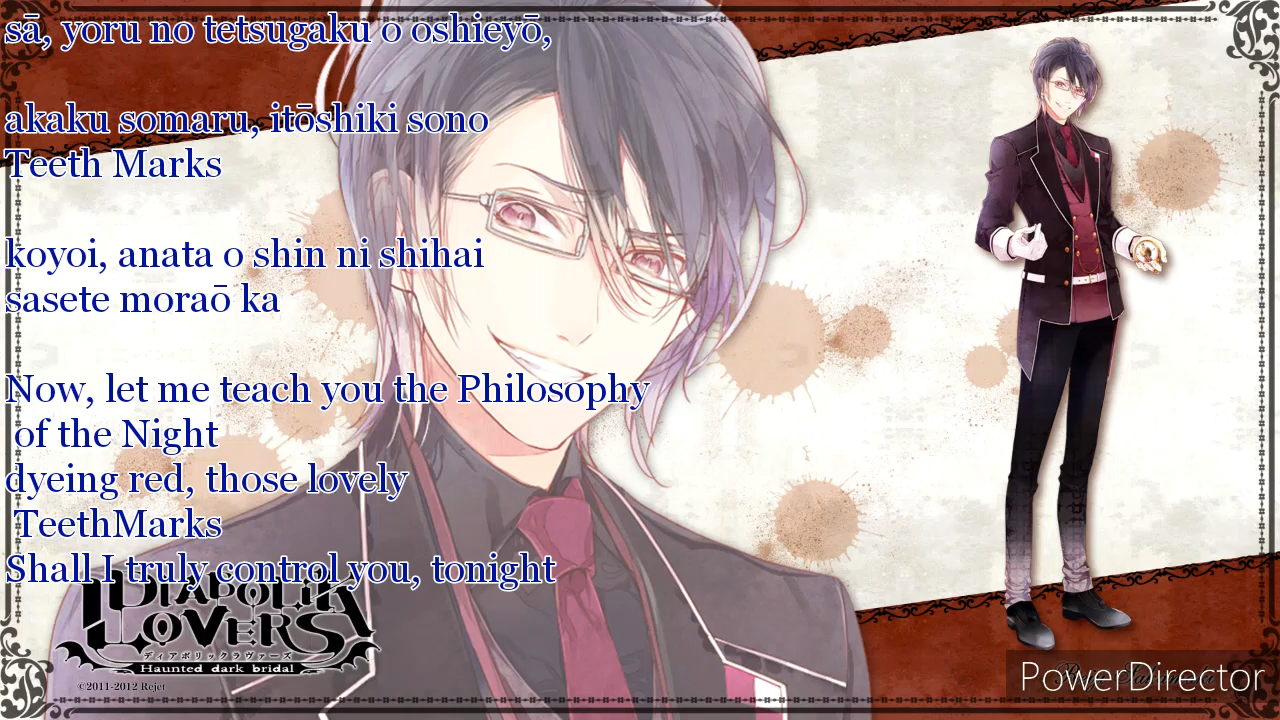 sā, yoru no tetsugaku o oshieyō,
akaku somaru, itōshiki sono
Teeth Marks
koyoi, anata o shin ni shihai
sasete moraō ka
Now, let me teach you the Philosophy
of the Night
dyeing red, those lovely
TeethMarks
Shall I truly control you, tonight
DIABOLIK
LOVERS
ディアボリックラヴァーズ
Haunted dark bridal
©2011-2012 Rejet
PowerDirector